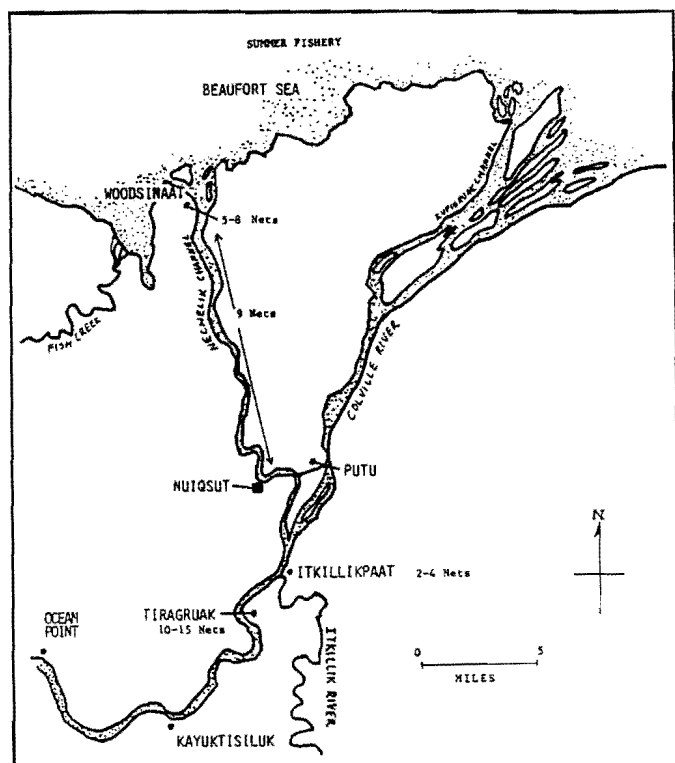 SUMMER FISHERY
BEAUFORT SEA
WOODSINAAT
5-8 Nets
NECHELIK CHANNEL
KUPIGRUAK CHANNEL
9 Nets
FISH CREEK
COLVILLE RIVER
PUTU
NUIQSUT
N
ITKILLIKPAAT 2-4 Nets
TIRAGRUAK
10-15 Nets
OCEAN
POINT
ITKILLIK RIVER
0 5
MILES
KAYUKTISILUK